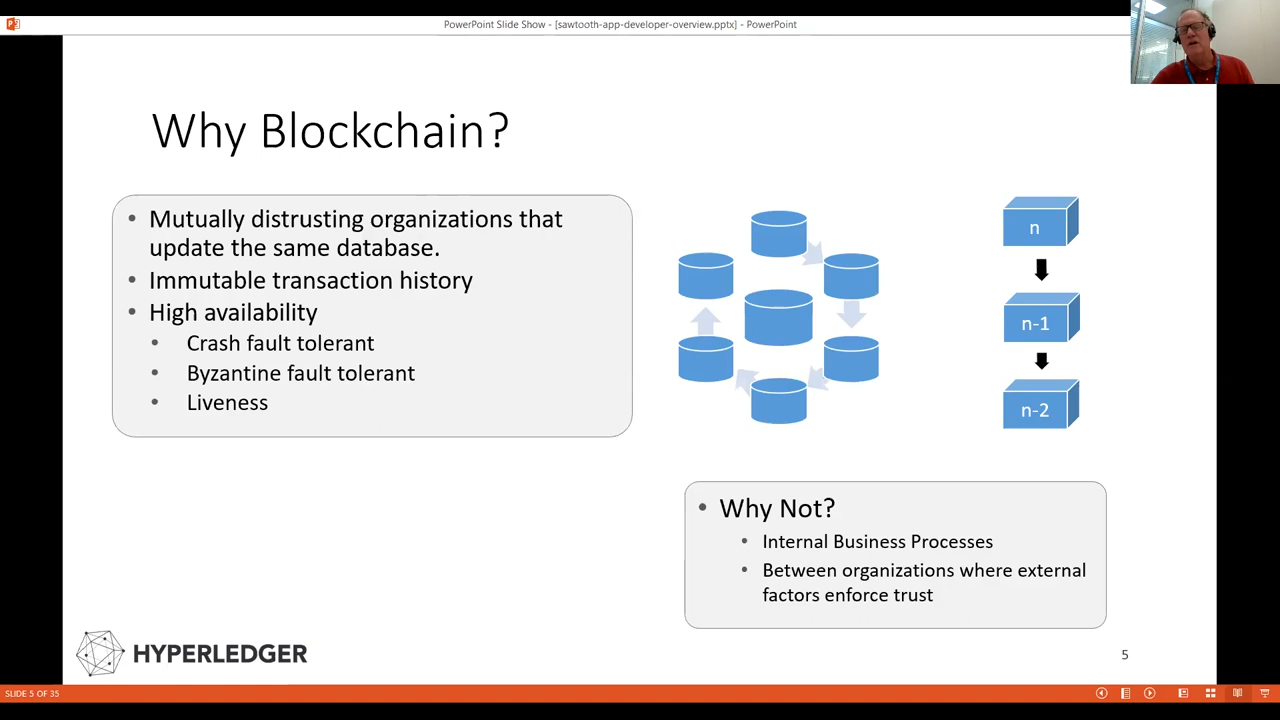 PowerPoint Slide Show - [sawtooth-app-developer-overview.pptx] - PowerPoint
Why Blockchain?
• Mutually distrusting organizations that
update the same database.
• Immutable transaction history
• High availability
• Crash fault tolerant
• Byzantine fault tolerant
• Liveness
n
n-1
n-2
• Why Not?
• Internal Business Processes
• Between organizations where external
factors enforce trust
HYPERLEDGER
5
SLIDE 5 OF 35